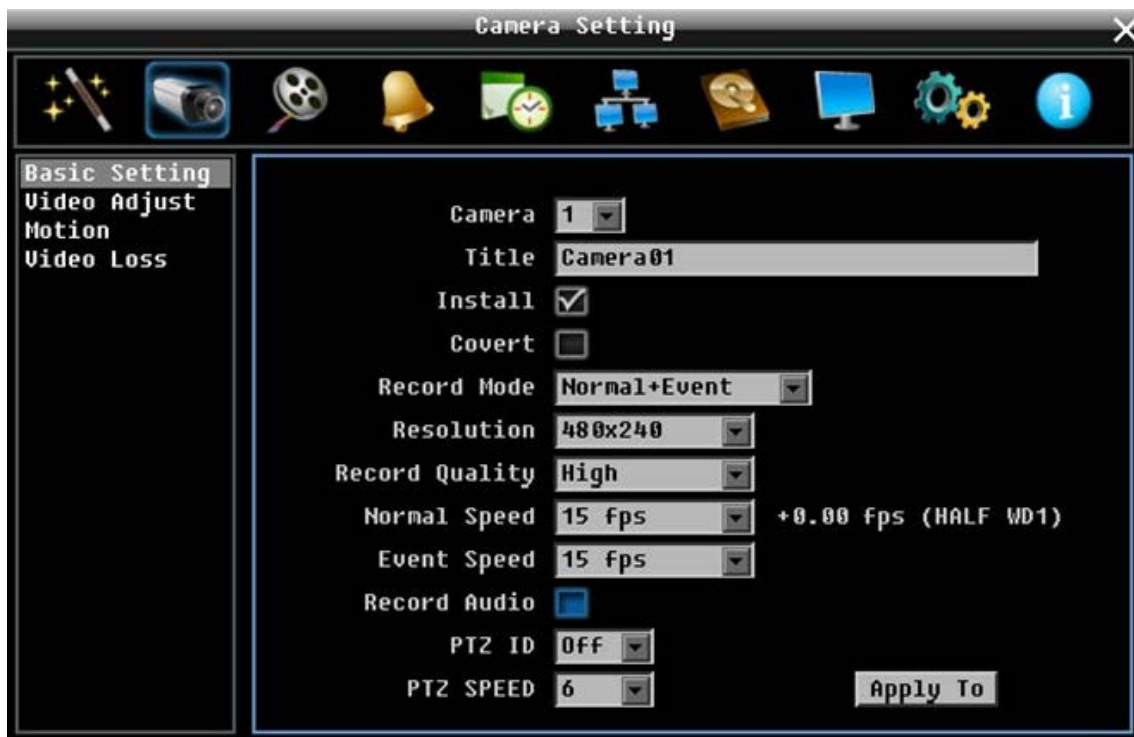 Camera Setting
Basic Setting
Video Adjust
Motion
Video Loss
Camera 1
Title Camera01
Install
Covert
Record Mode Normal+Event
Resolution 480x240
Record Quality High
Normal Speed 15 fps +0.00 fps (HALF WD1)
Event Speed 15 fps
Record Audio
PTZ ID Off
PTZ SPEED 6
Apply To